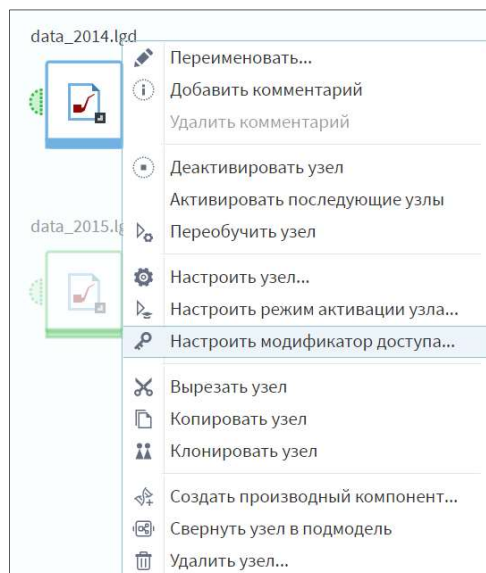 data_2014.lgd
Переименовать...
Добавить комментарий
Удалить комментарий
Деактивировать узел
Активировать последующие узлы
data_2015.lg
Переобучить узел
Настроить узел...
Настроить режим активации узла...
Настроить модификатор доступа...
Вырезать узел
Копировать узел
Клонировать узел
Создать производный компонент...
Свернуть узел в подмодель
Удалить узел...